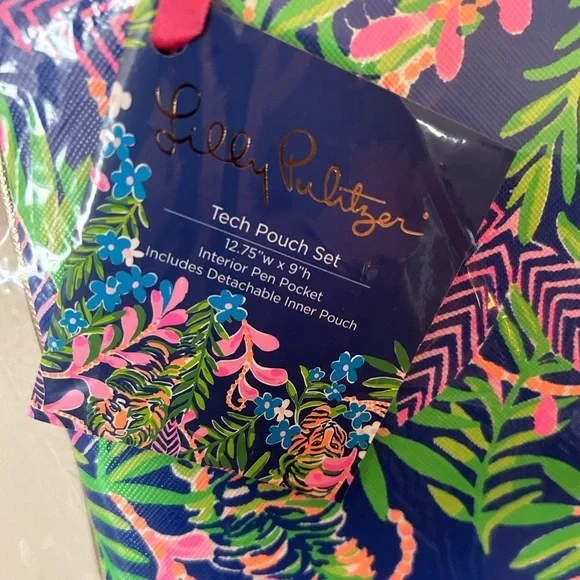 Lilly Pulitzer®
Tech Pouch Set
12.75"w x 9"h
Interior Pen Pocket
Includes Detachable Inner Pouch